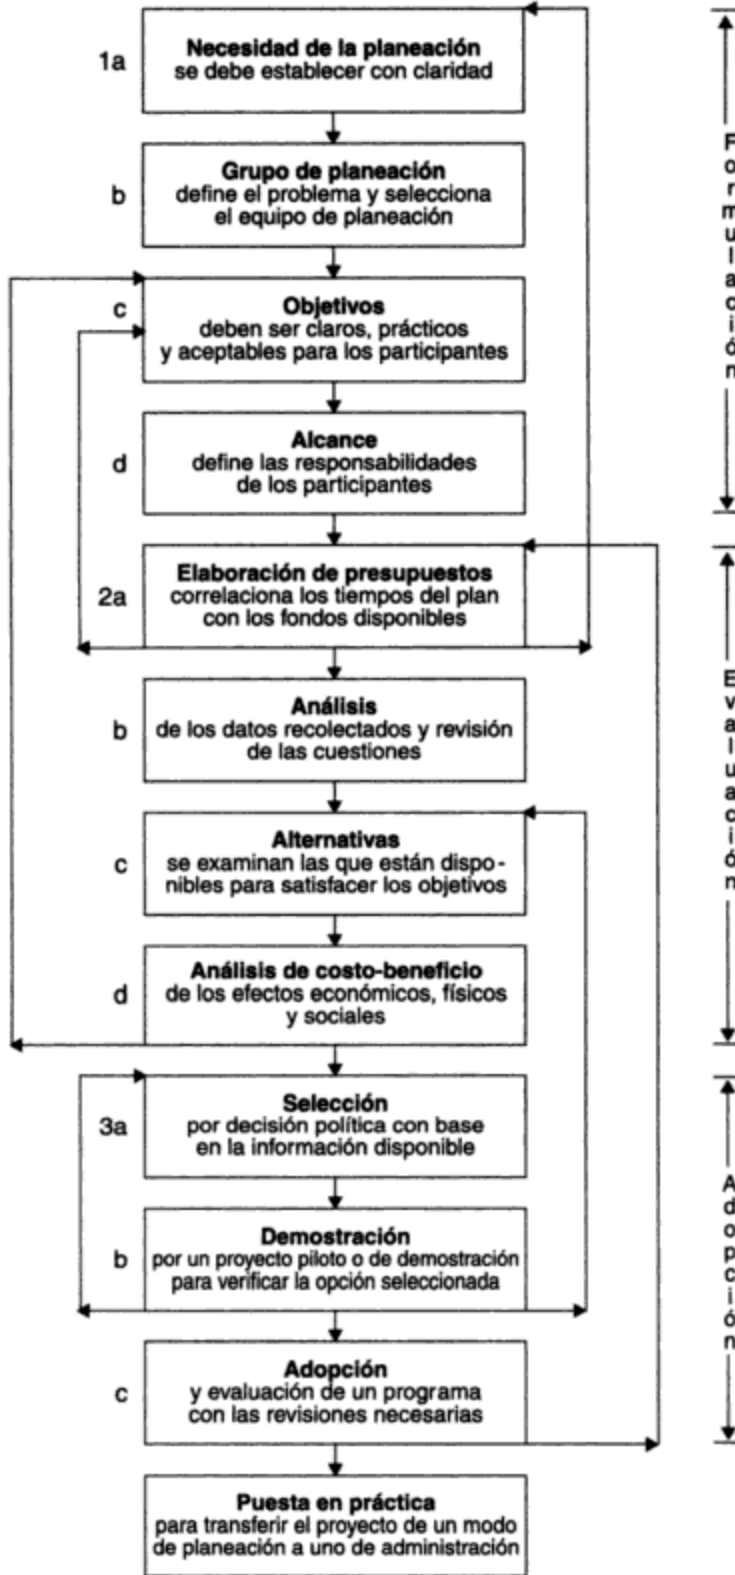 1a
Necesidad de la planeación
se debe establecer con claridad
b
Grupo de planeación
define el problema y selecciona
el equipo de planeación
c
Objetivos
deben ser claros, prácticos
y aceptables para los participantes
d
Alcance
define las responsabilidades
de los participantes
Formulación
2a
Elaboración de presupuestos
correlaciona los tiempos del plan
con los fondos disponibles
b
Análisis
de los datos recolectados y revisión
de las cuestiones
c
Alternativas
se examinan las que están dispo-
nibles para satisfacer los objetivos
d
Análisis de costo-beneficio
de los efectos económicos, físicos
y sociales
Evaluación
3a
Selección
por decisión política con base
en la información disponible
b
Demostración
por un proyecto piloto o de demostración
para verificar la opción seleccionada
c
Adopción
y evaluación de un programa
con las revisiones necesarias
Adopción
Puesta en práctica
para transferir el proyecto de un modo
de planeación a uno de administración